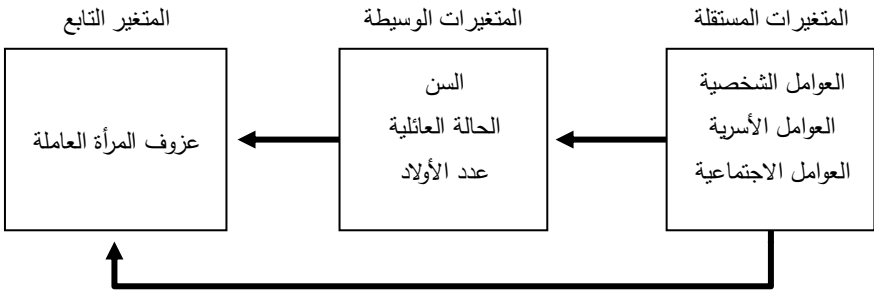 المتغيرات المستقلة
المتغيرات الوسيطة
المتغير التابع
العوامل الشخصية
العوامل الأسرية
العوامل الاجتماعية
السن
الحالة العائلية
عدد الأولاد
عزوف المرأة العاملة